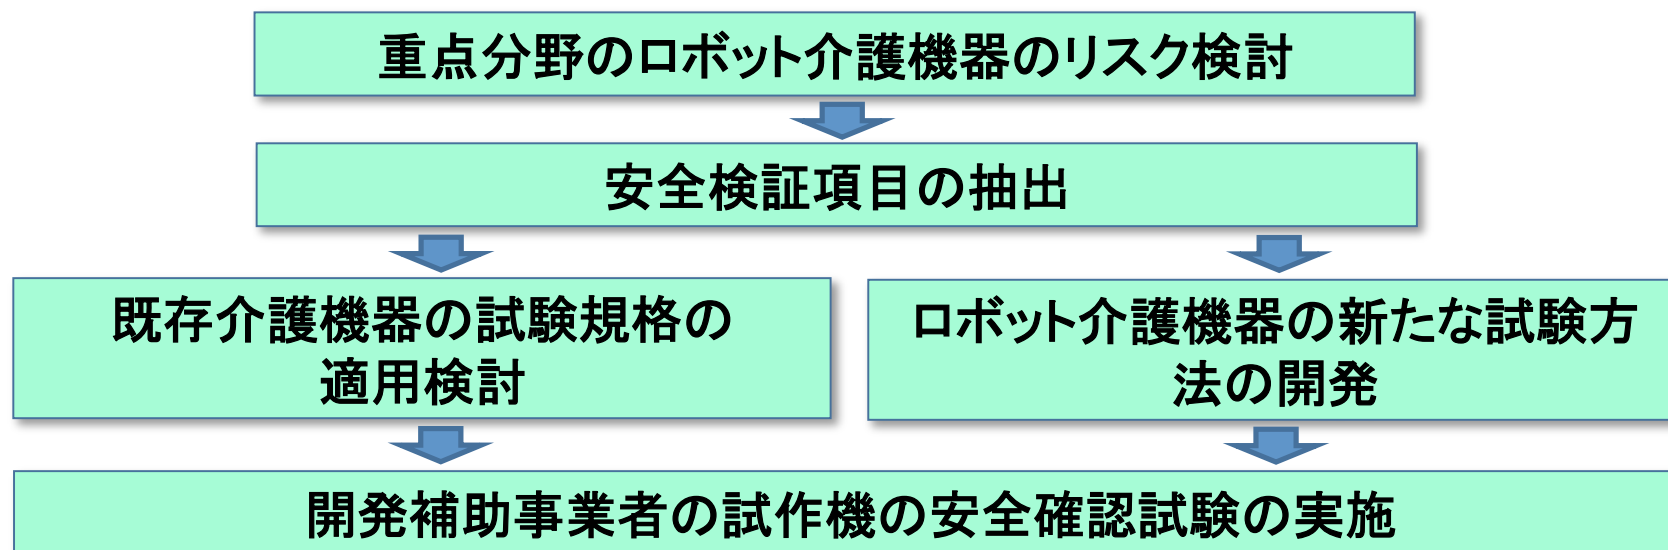 重点分野のロボット介護機器のリスク検討
安全検証項目の抽出
既存介護機器の試験規格の
適用検討
ロボット介護機器の新たな試験方
法の開発
開発補助事業者の試作機の安全確認試験の実施